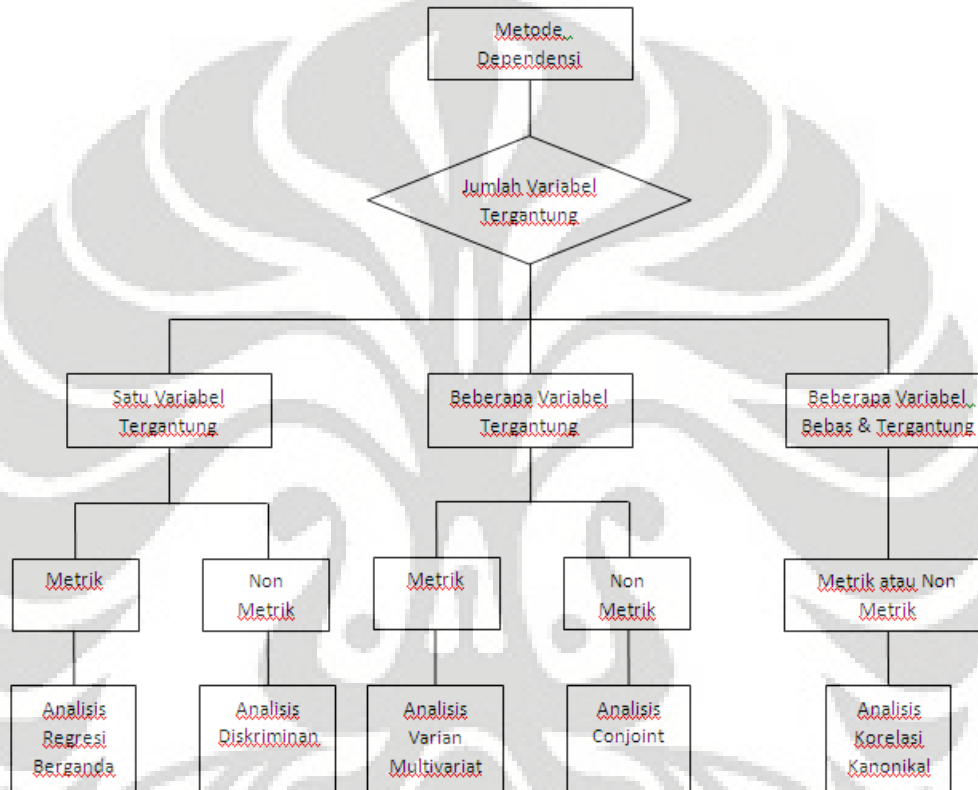 Metode
Dependensi
Jumlah Variabel
Tergantung
Satu Variabel
Tergantung
Beberapa Variabel
Tergantung
Beberapa Variabel
Bebas & Tergantung
Metrik
Non
Metrik
Metrik
Non
Metrik
Metrik atau Non
Metrik
Analisis
Regresi
Berganda
Analisis
Diskriminan
Analisis
Varian
Multivariat
Analisis
Conjoint
Analisis
Korelasi
Kanonikal